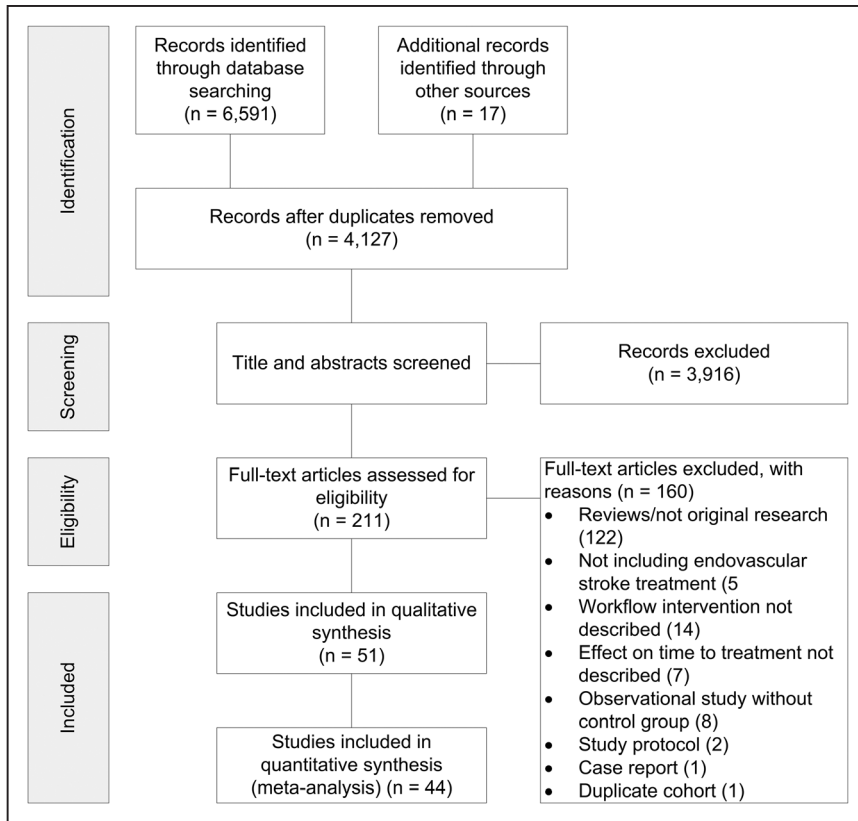 Identification
Records identified
through database
searching
(n = 6,591)
Additional records
identified through
other sources
(n = 17)
Records after duplicates removed
(n = 4,127)
Screening
Title and abstracts screened
Records excluded
(n = 3,916)
Eligibility
Full-text articles assessed for
eligibility
(n = 211)
Full-text articles excluded, with
reasons (n = 160)
• Reviews/not original research
(122)
• Not including endovascular
stroke treatment (5
• Workflow intervention not
described (14)
• Effect on time to treatment not
described (7)
• Observational study without
control group (8)
• Study protocol (2)
• Case report (1)
• Duplicate cohort (1)
Included
Studies included in qualitative
synthesis
(n = 51)
Studies included in
quantitative synthesis
(meta-analysis) (n = 44)